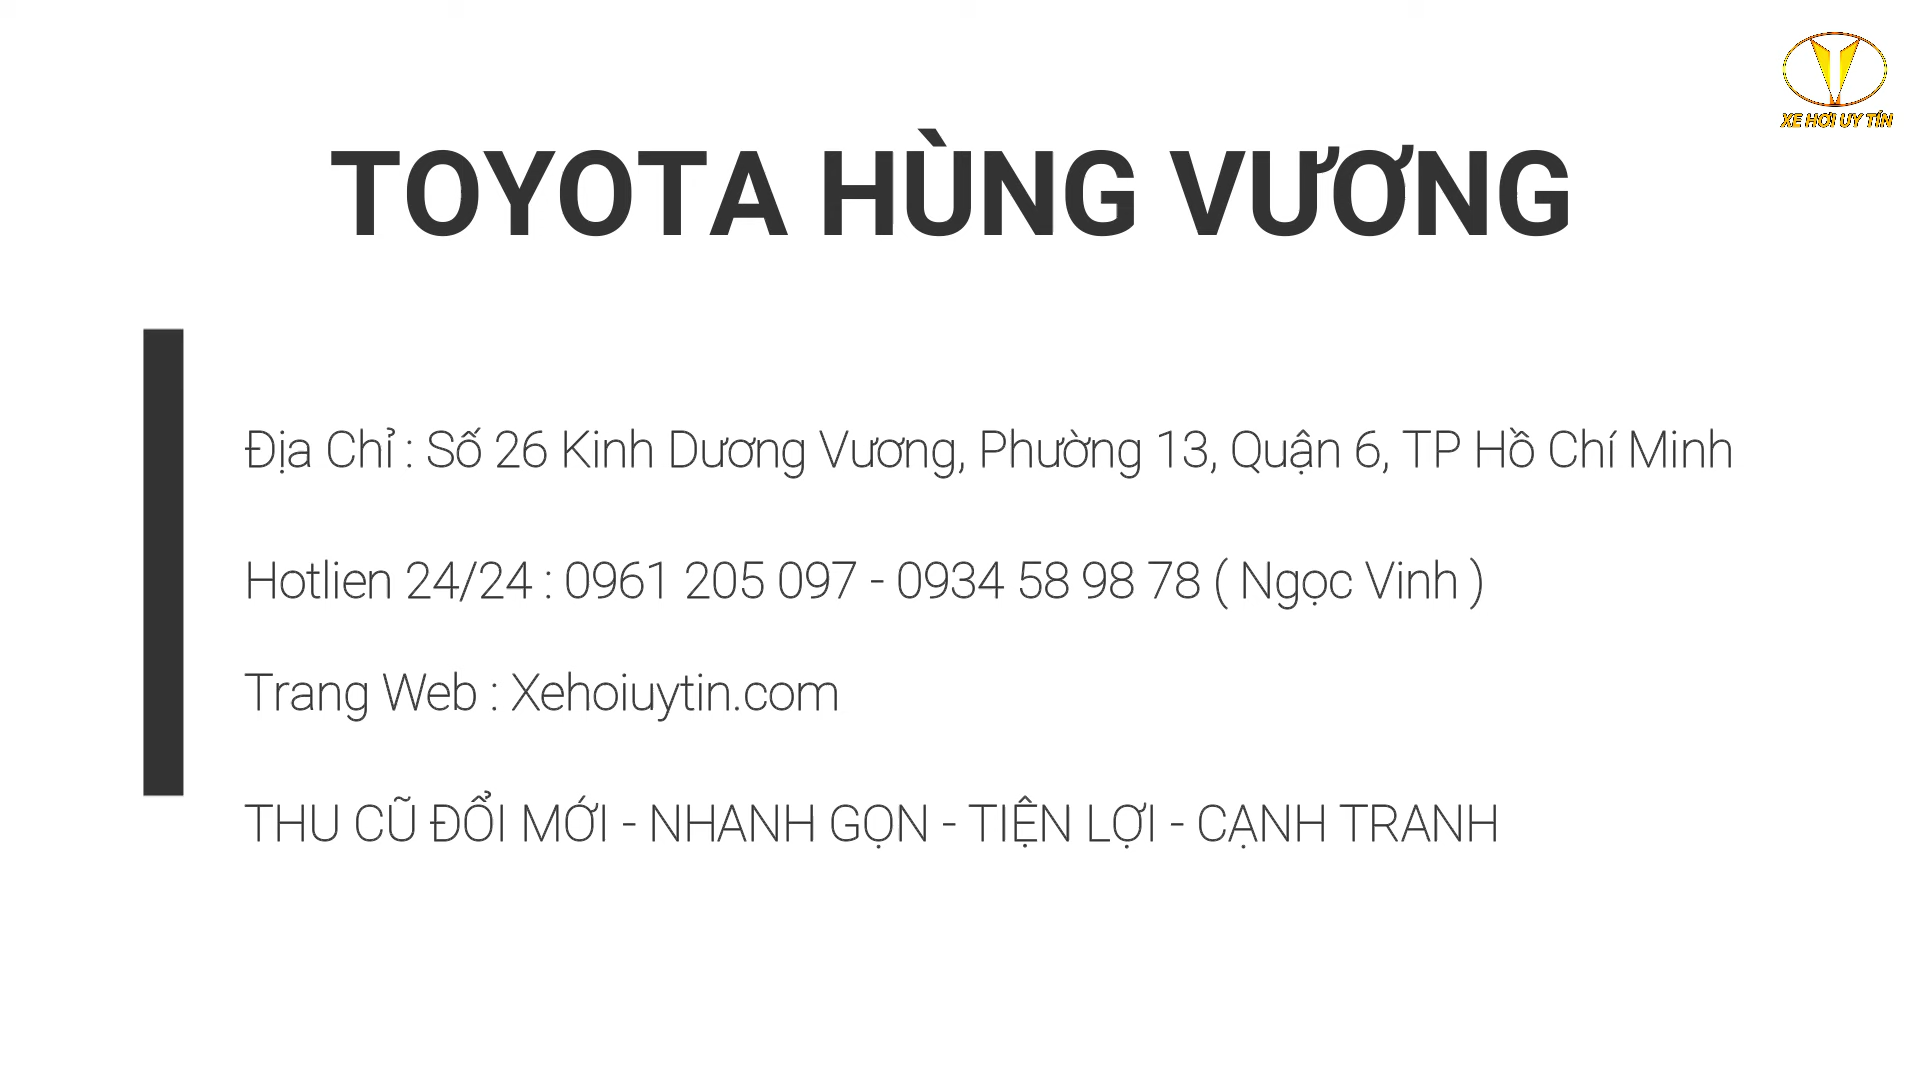 XE HƠI UY TÍN
TOYOTA HÙNG VƯƠNG
Địa Chỉ : Số 26 Kinh Dương Vương, Phường 13, Quận 6, TP Hồ Chí Minh
Hotlien 24/24 : 0961 205 097 - 0934 58 98 78 ( Ngọc Vinh )
Trang Web : Xehoiuytin.com
THU CŨ ĐỔI MỚI - NHANH GỌN - TIỆN LỢI - CẠNH TRANH